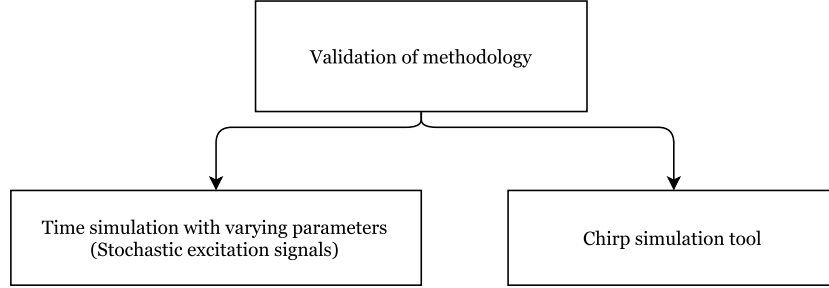 Validation of methodology
Time simulation with varying parameters
(Stochastic excitation signals)
Chirp simulation tool